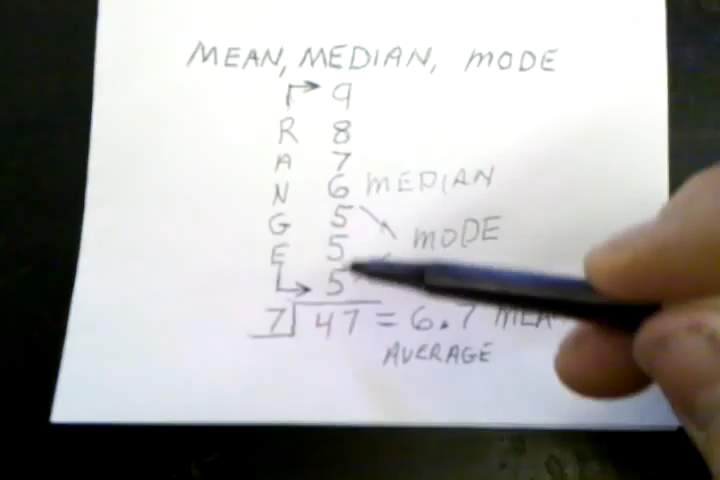 MEAN, MEDIAN, MODE
9
R 8
A 7
N 6 MEDIAN
G 5
MODE
E 5
5
7 47 = 6.7
AVERAGE